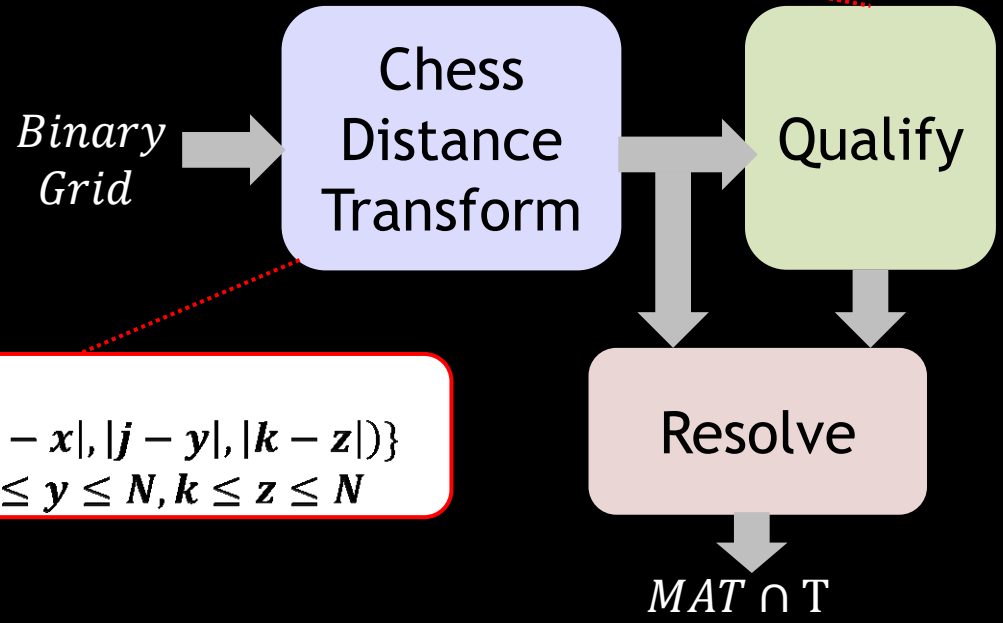 Binary
Grid
Chess
Distance
Transform
Qualify
− x|, |j − y|, |k − z|)}
≤ y ≤ N, k ≤ z ≤ N
Resolve
MAT ∩ T